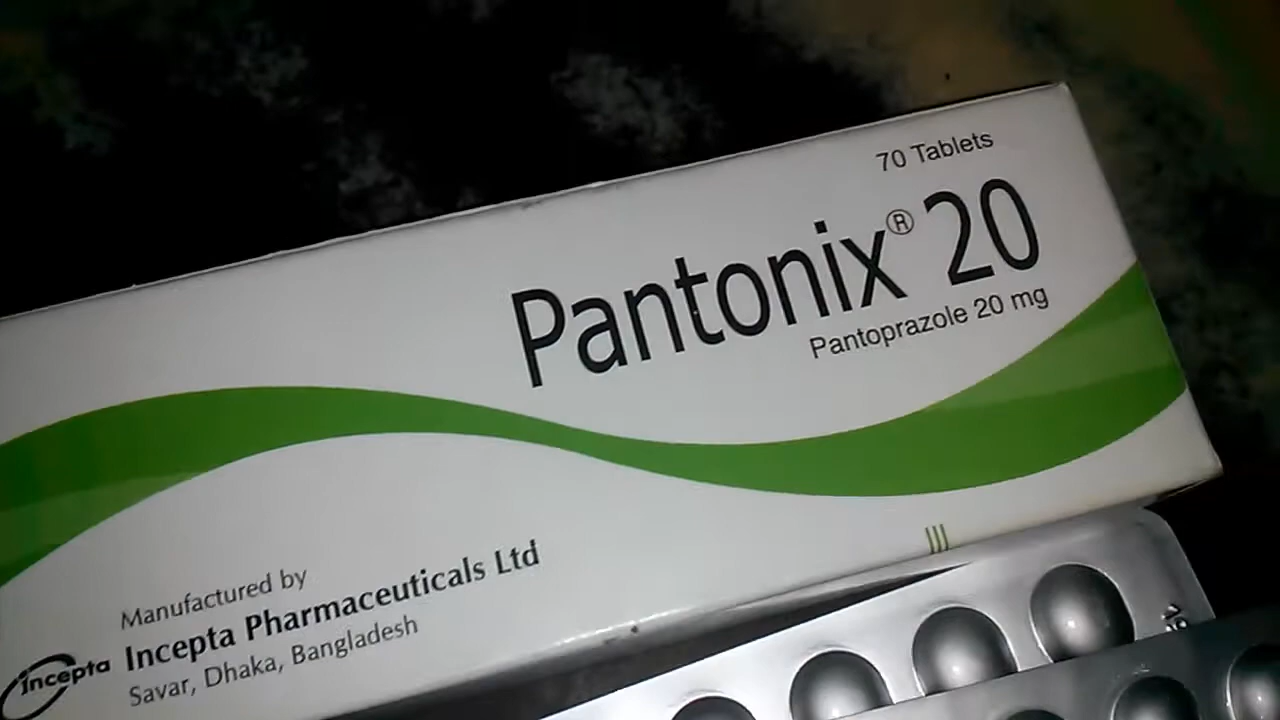 70 Tablets
Pantonix® 20
Pantoprazole 20 mg
Manufactured by
Incepta Pharmaceuticals Ltd
Savar, Dhaka, Bangladesh
Incepta